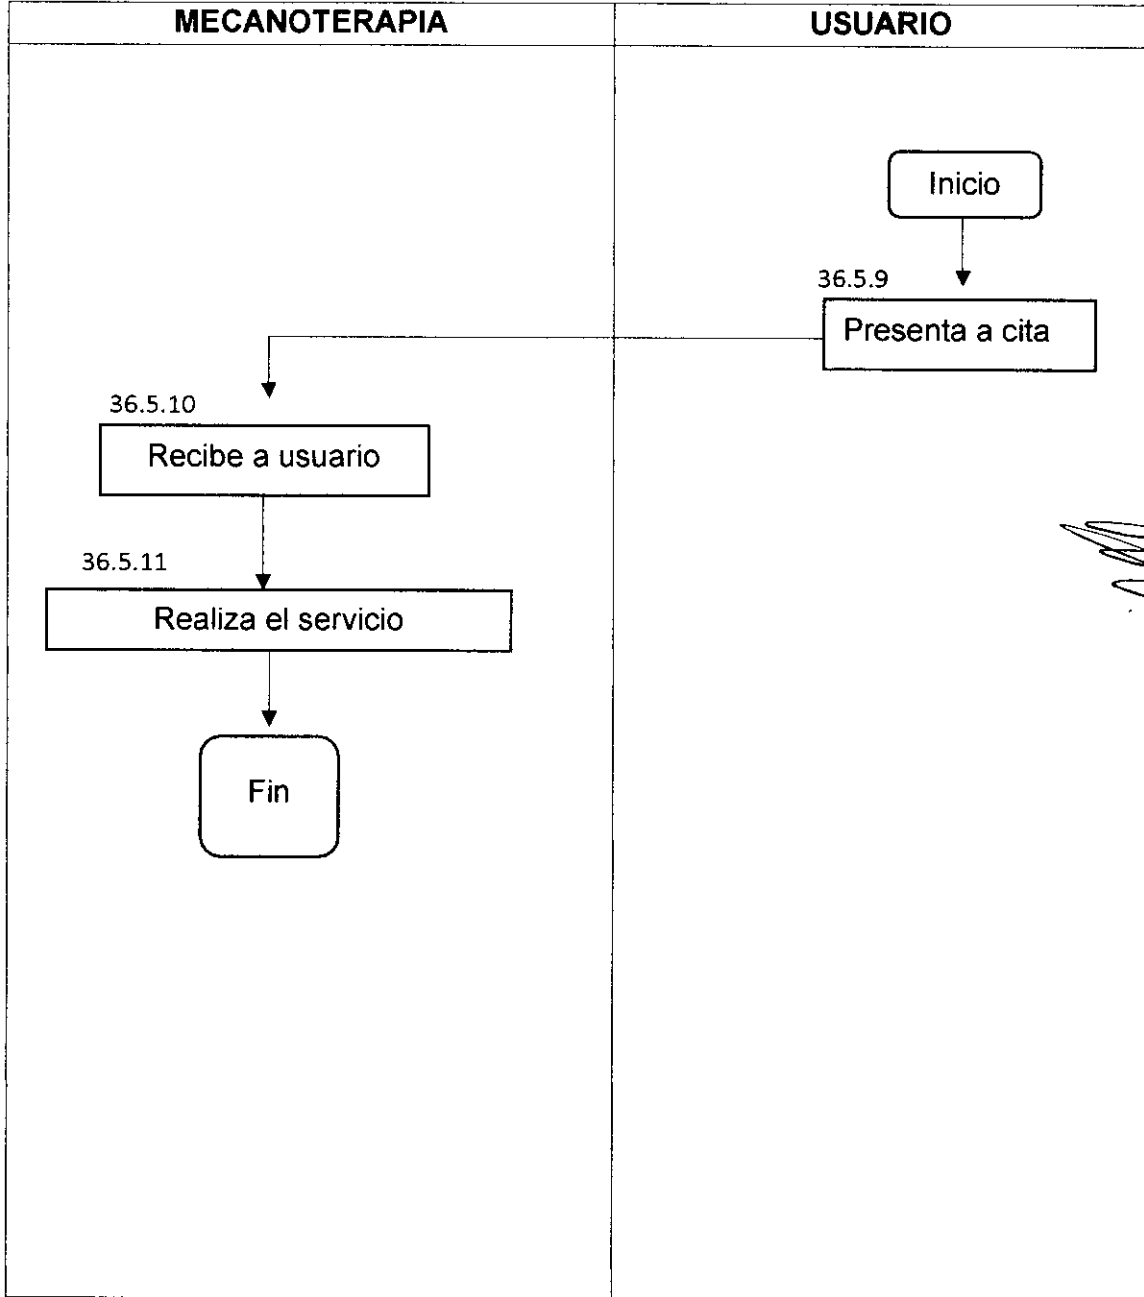 MECANOTERAPIA
USUARIO
Inicio
36.5.9
Presenta a cita
36.5.10
Recibe a usuario
36.5.11
Realiza el servicio
Fin